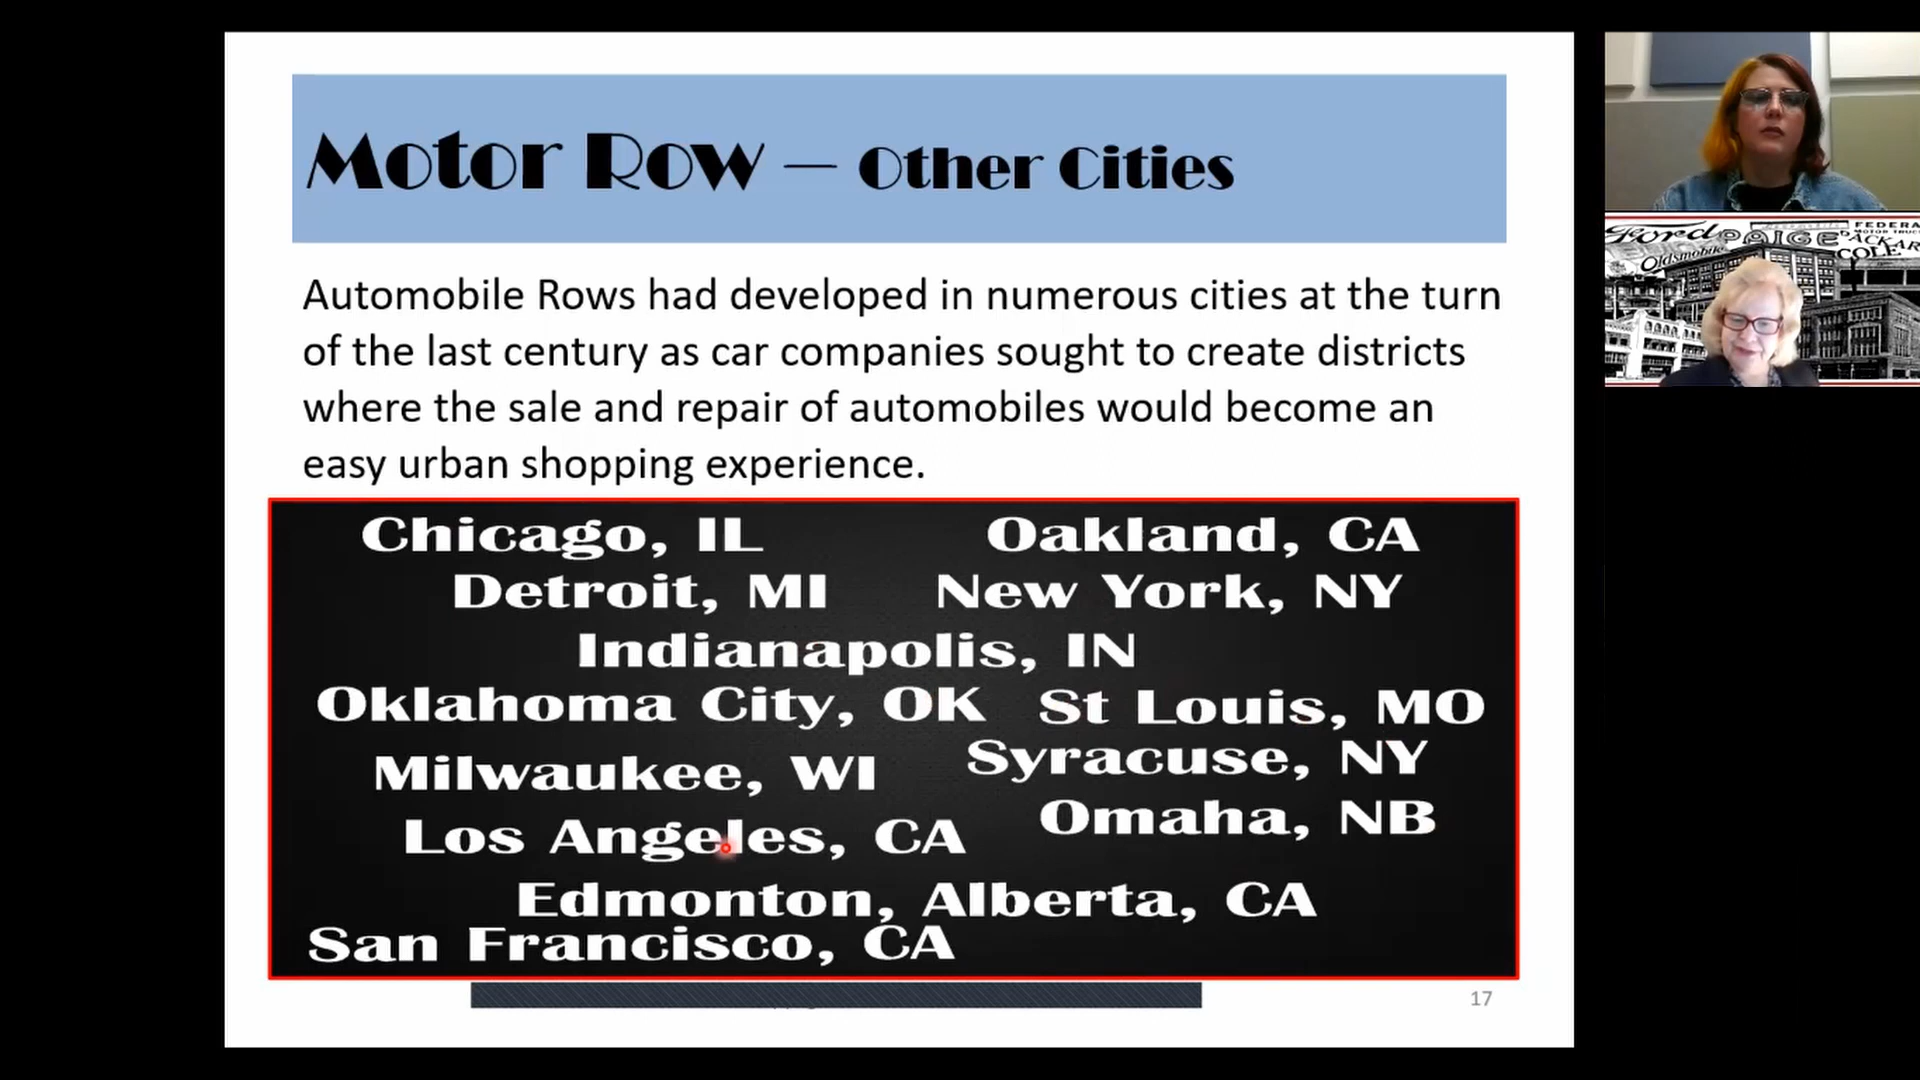 Motor Row – Other Cities
Automobile Rows had developed in numerous cities at the turn
of the last century as car companies sought to create districts
where the sale and repair of automobiles would become an
easy urban shopping experience.
Chicago, IL
Oakland, CA
Detroit, MI
New York, NY
Indianapolis, IN
Oklahoma City, OK
St Louis, MO
Milwaukee, WI
Syracuse, NY
Los Angeles, CA
Omaha, NB
Edmonton, Alberta, CA
San Francisco, CA
17
Ford
PAIGE
FEDERA
Oldsmobile
PACKAR
COLE